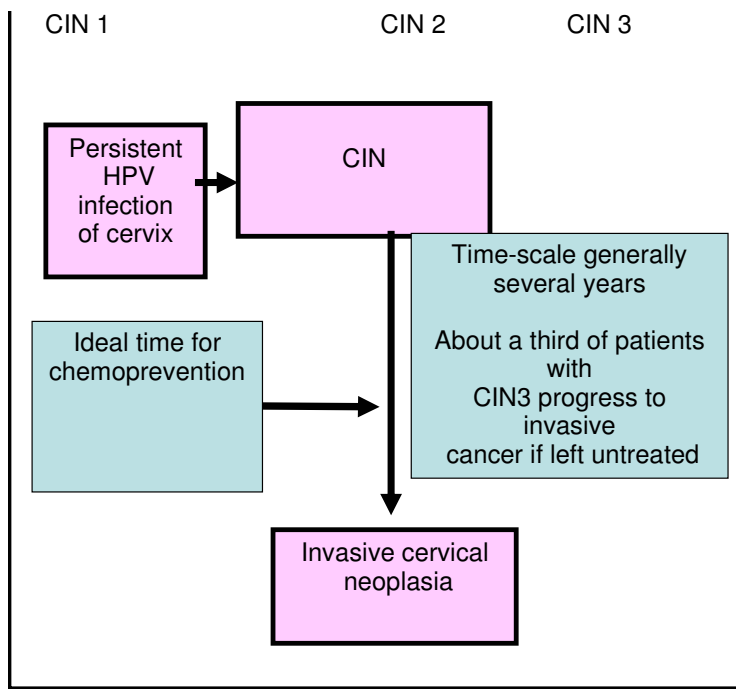 CIN 1 CIN 2 CIN 3
Persistent
HPV
infection
of cervix
CIN
Time-scale generally
several years
About a third of patients
with
CIN3 progress to
invasive
cancer if left untreated
Ideal time for
chemoprevention
Invasive cervical
neoplasia